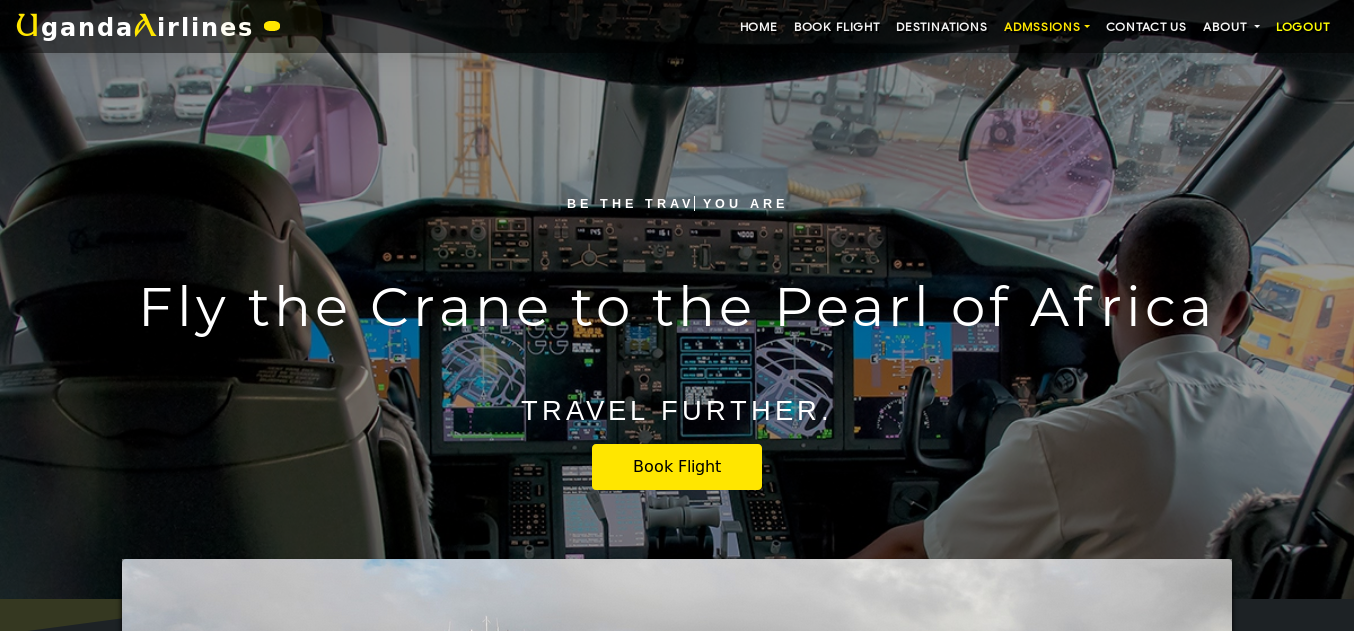 UgandaAirlines
HOME BOOK FLIGHT DESTINATIONS ADMSSIONS CONTACT US ABOUT LOGOUT
BE THE TRAV YOU ARE
Fly the Crane to the Pearl of Africa
TRAVEL FURTHER.
Book Flight